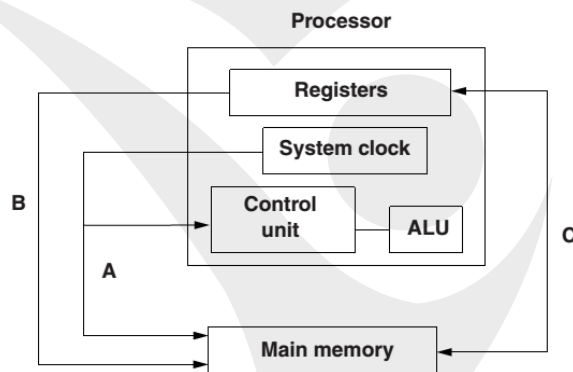 Processor
Registers
System clock
B
Control
unit
ALU
C
A
Main memory